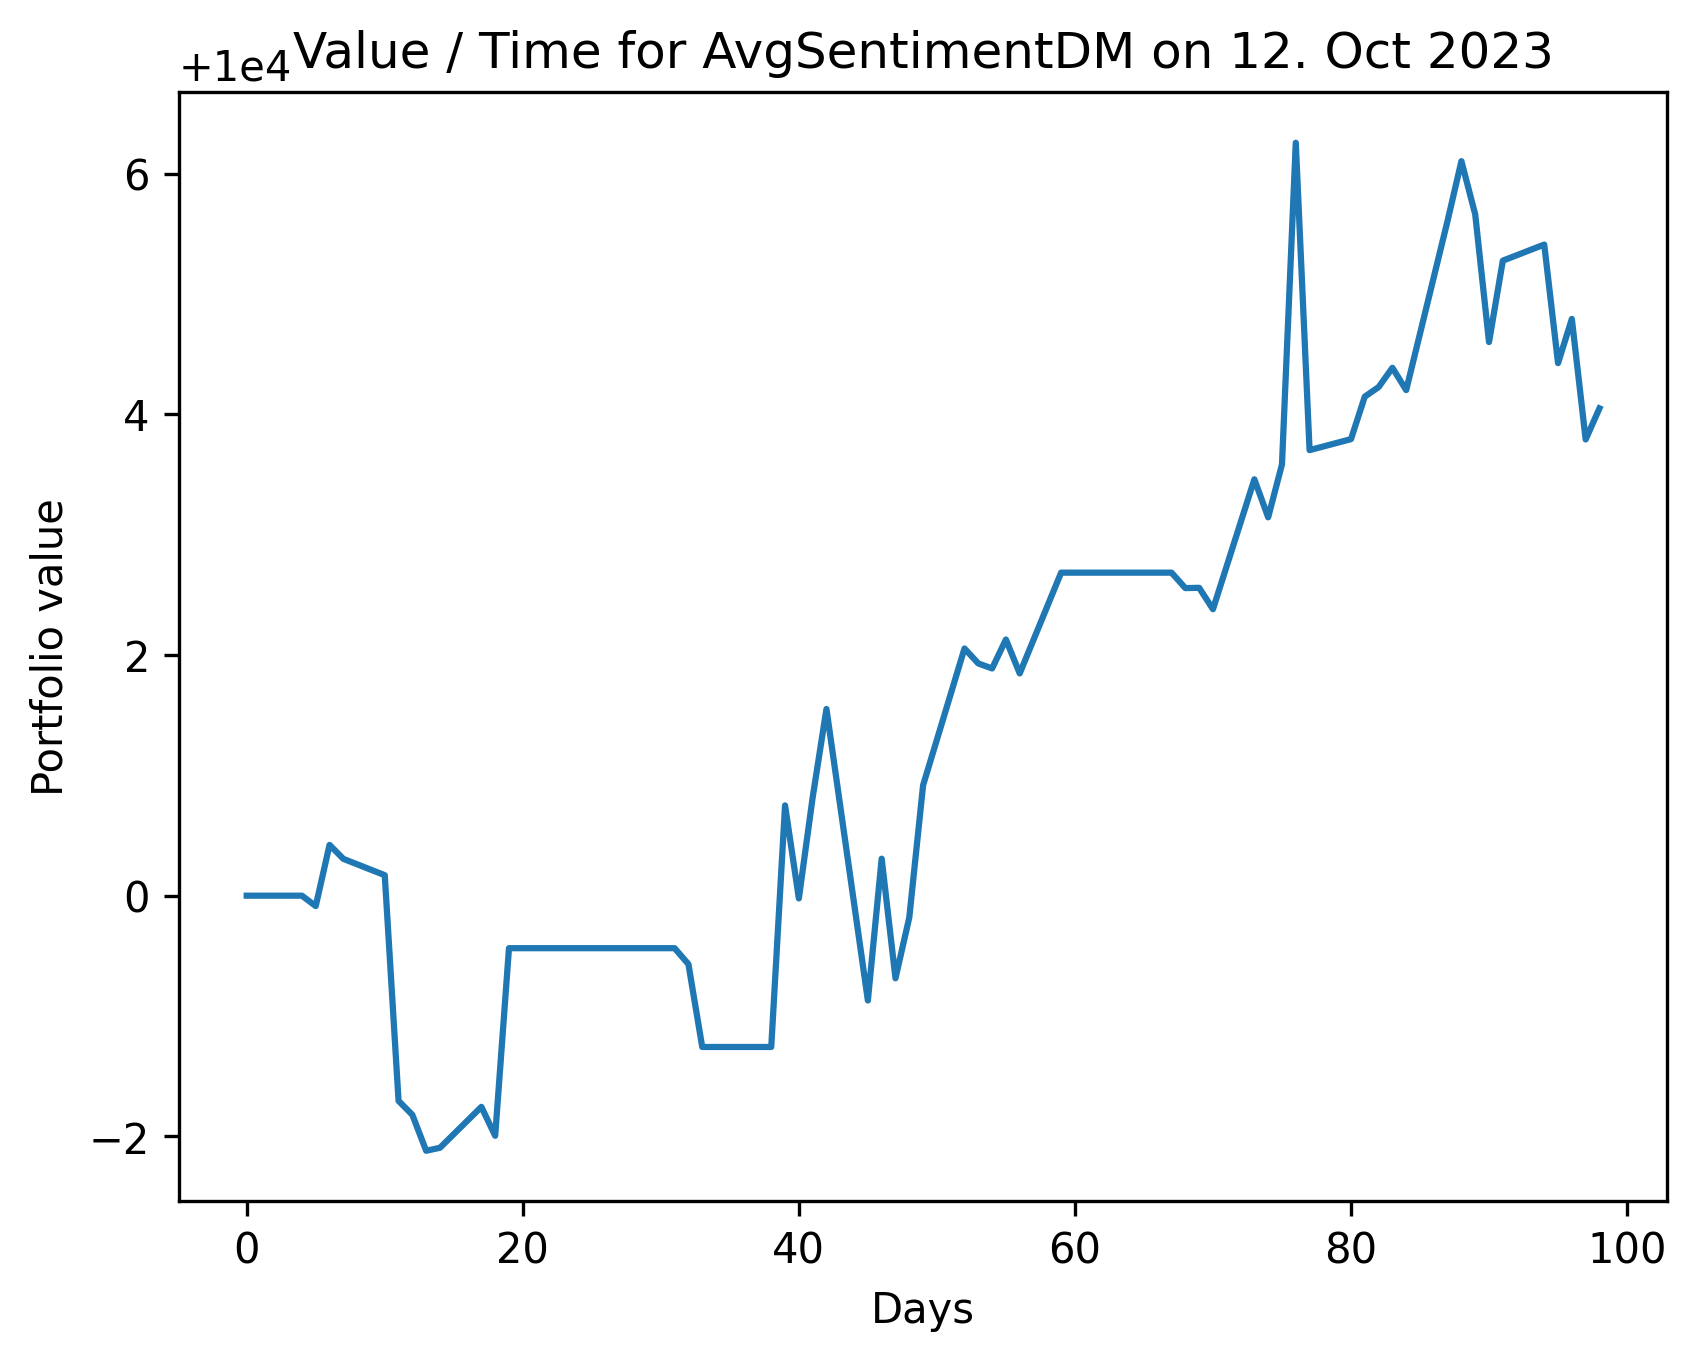 Value / Time for AvgSentimentDM on 12. Oct 2023
+1e4
6
4
2
0
−2
Portfolio value
0 20 40 60 80 100
Days